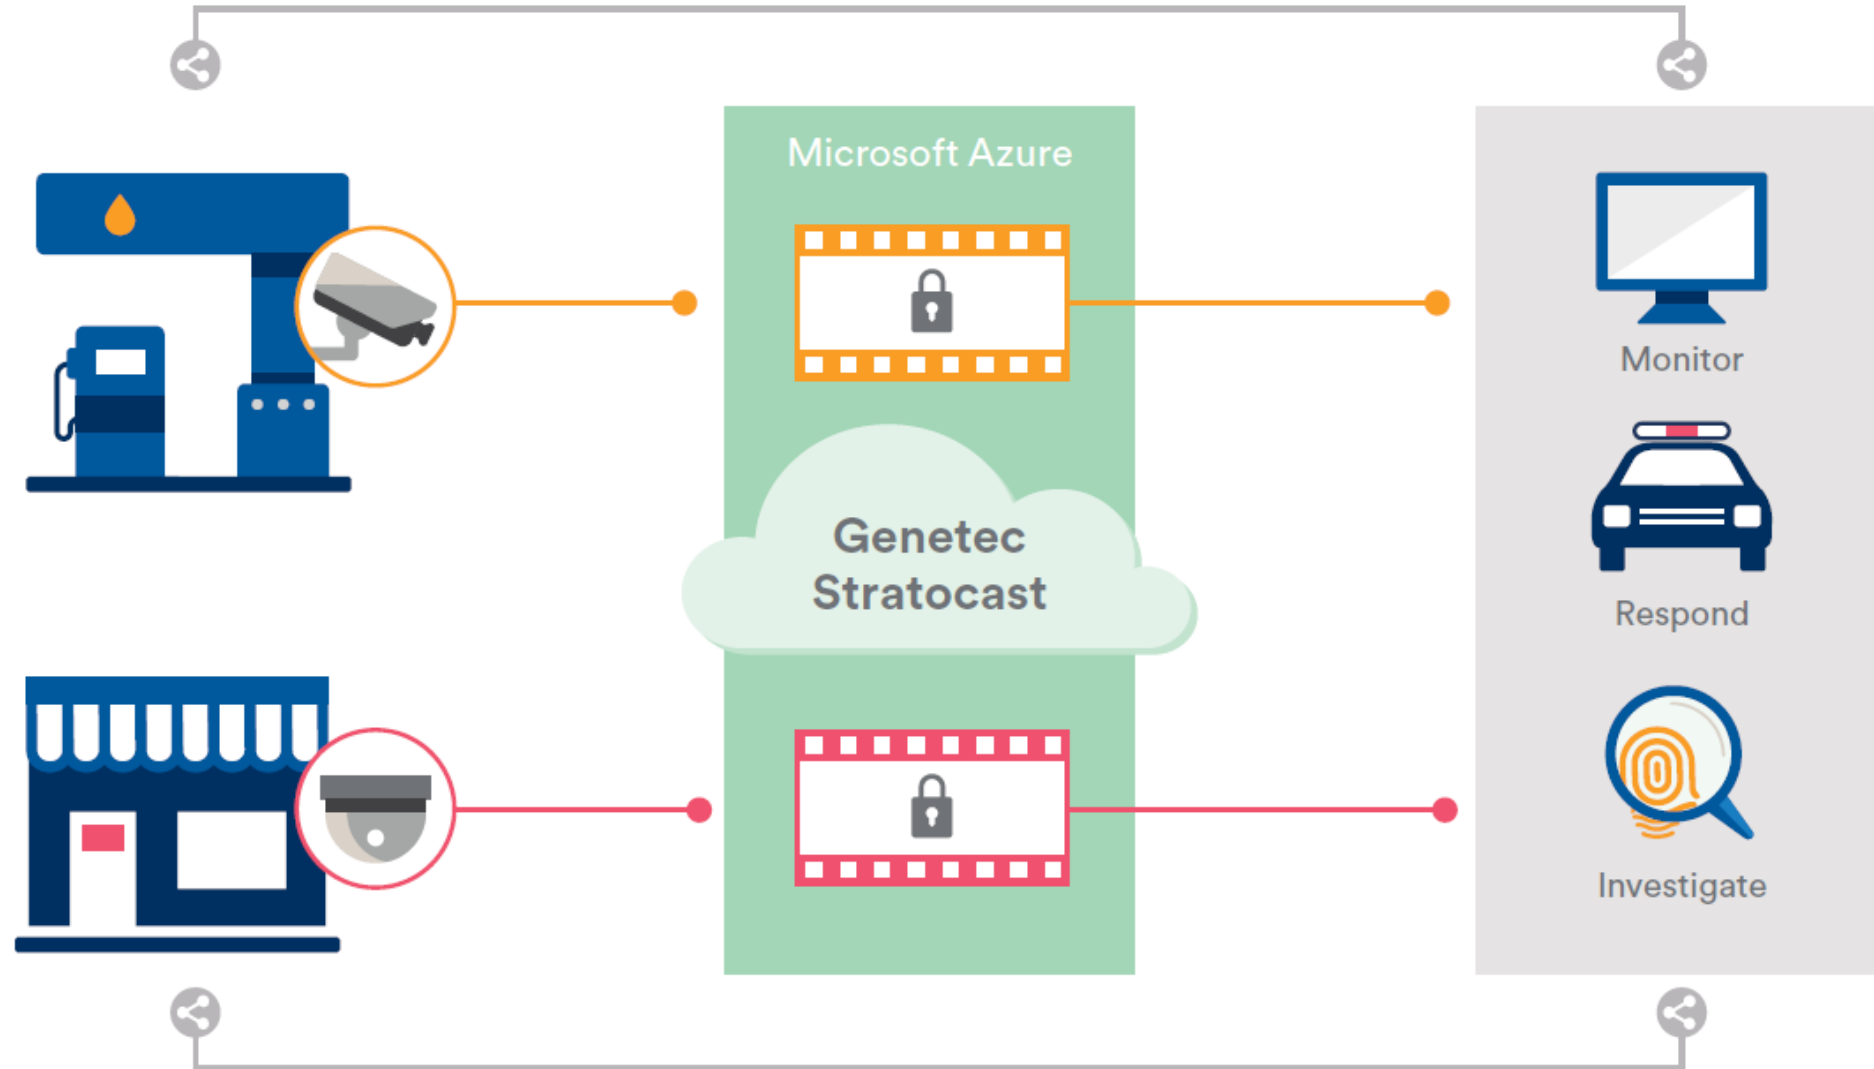 Microsoft Azure
Genetec
Stratocast
Monitor
Respond
Investigate